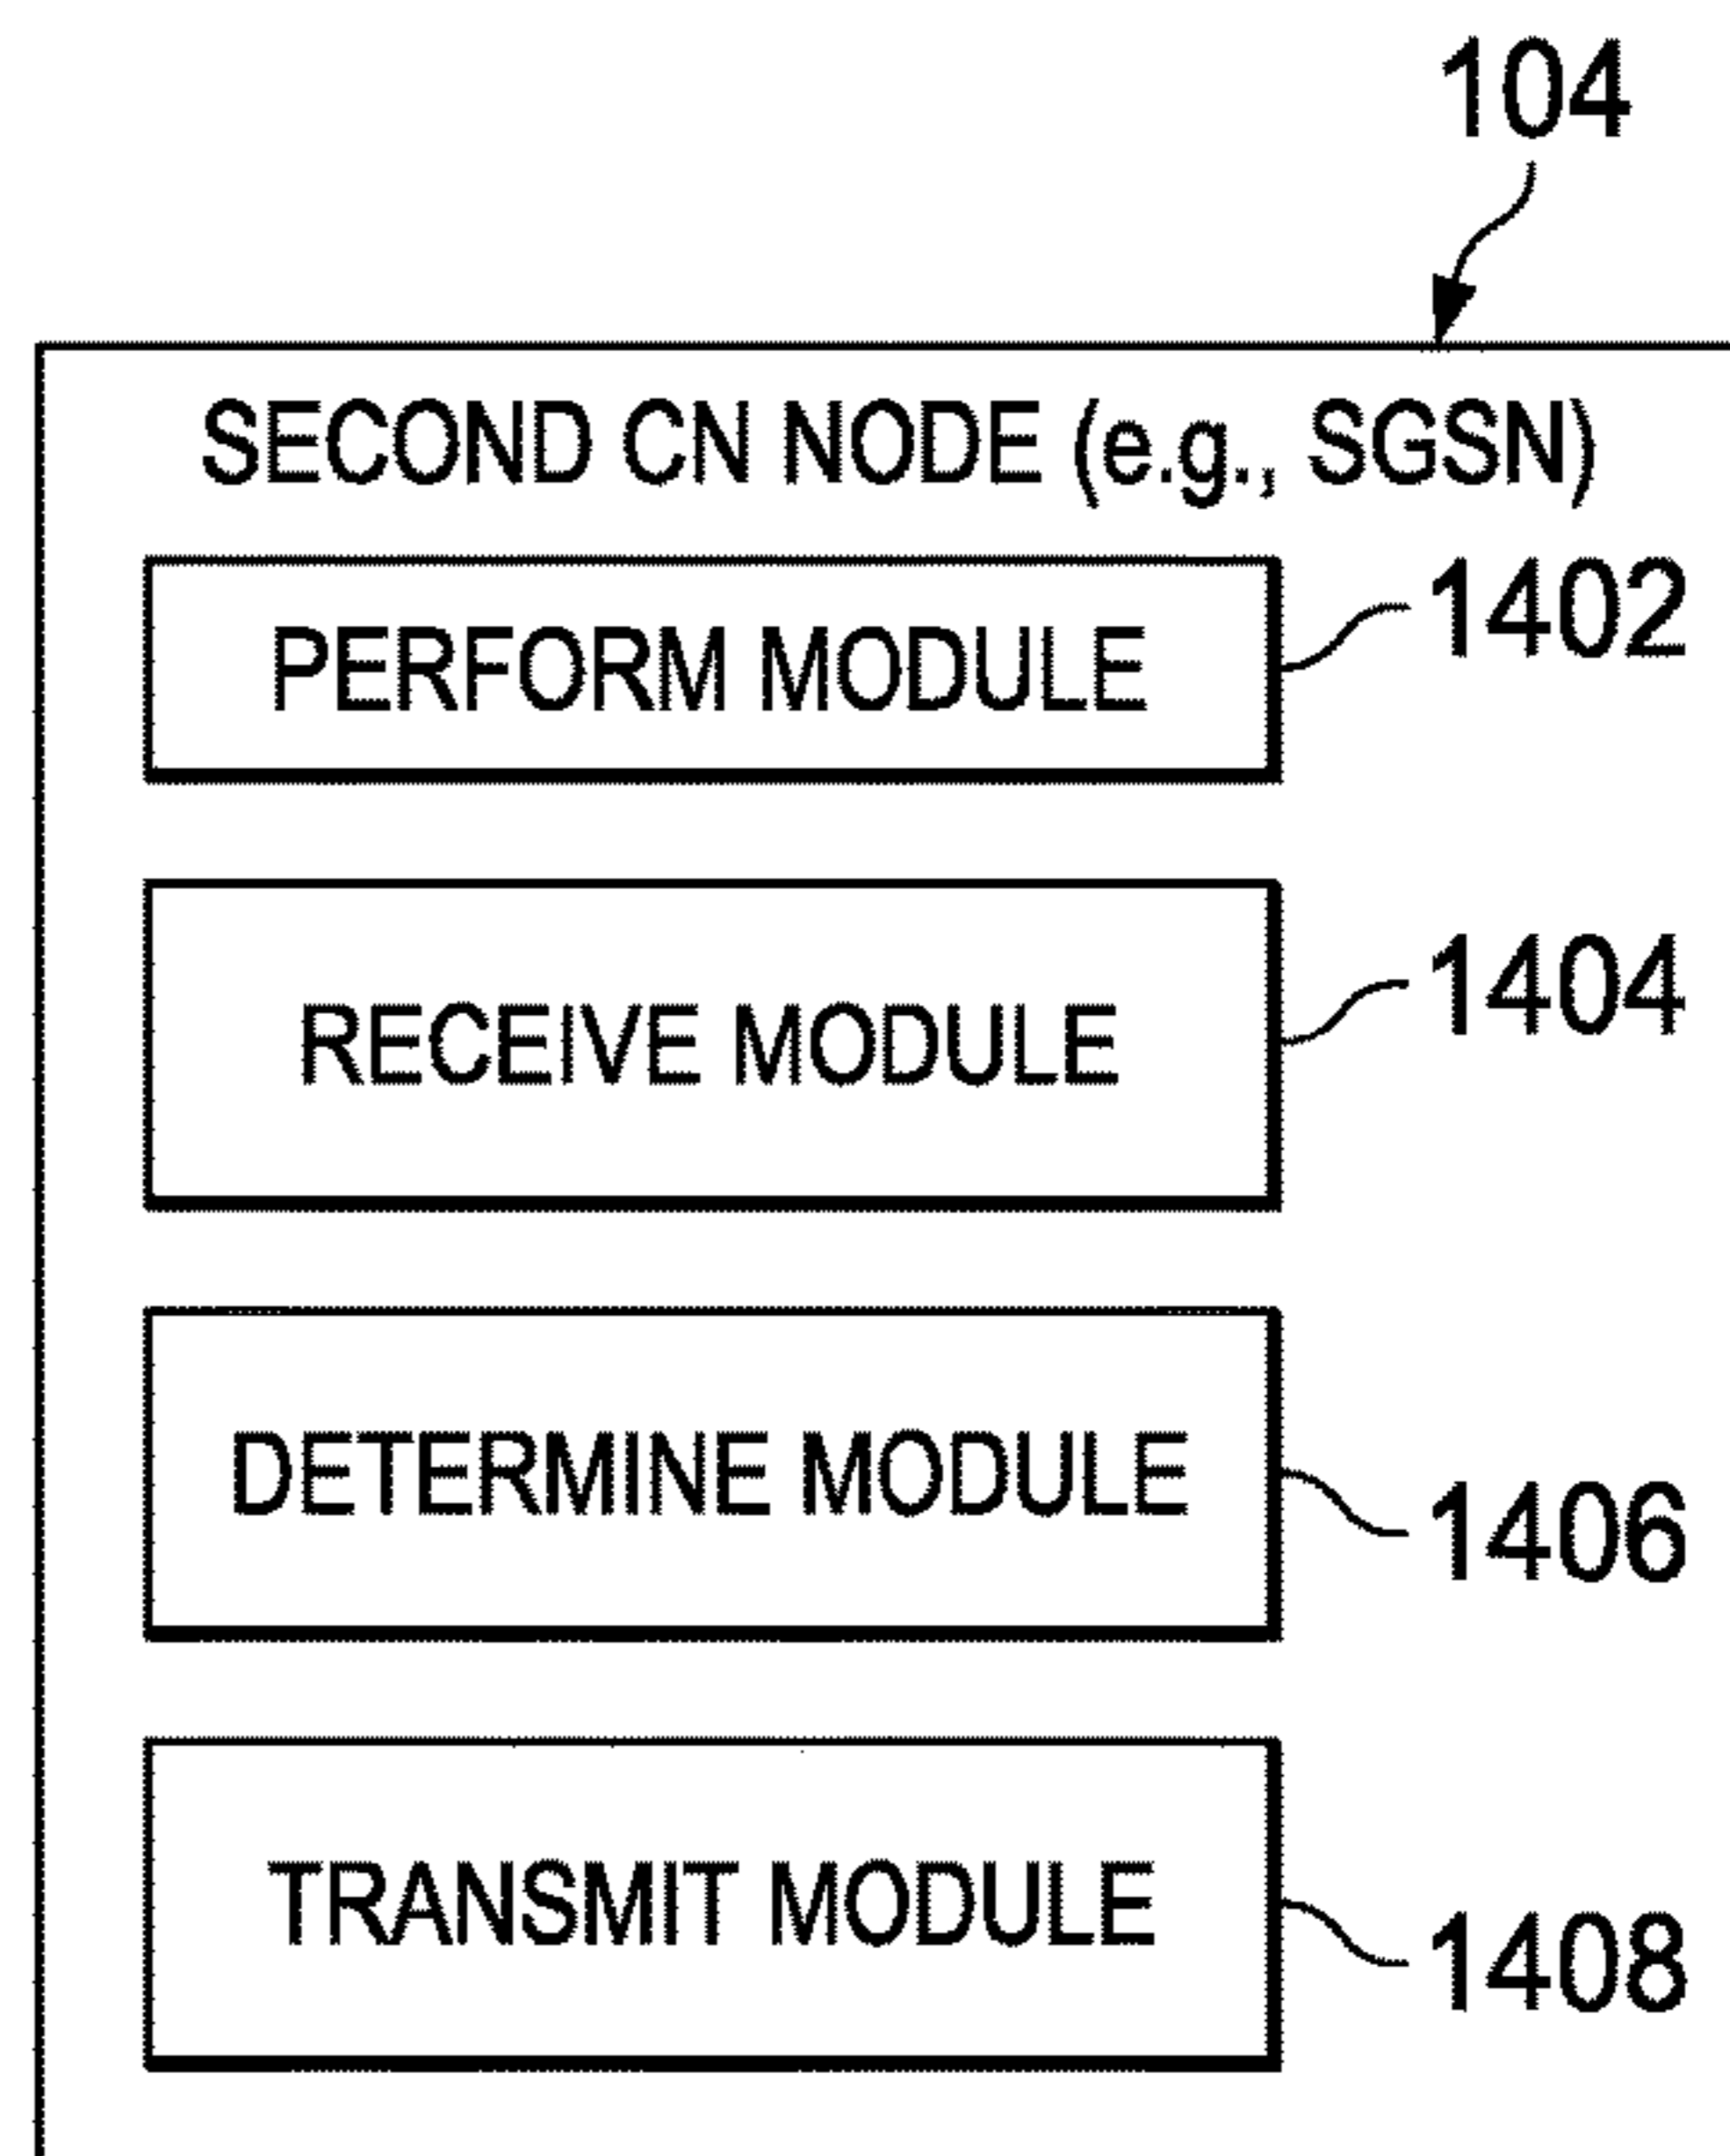 104
SECOND CN NODE (e.g., SGSN)
PERFORM MODULE
1402
RECEIVE MODULE
1404
DETERMINE MODULE
1406
TRANSMIT MODULE
1408